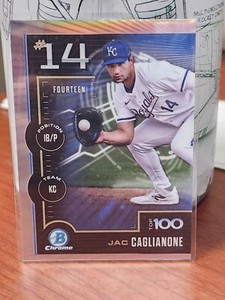 #14
FOURTEEN
KC
Royals
14
POSITION
1B/P
TEAM
KC
B
Chrome
TOP 100
JAC CAGLIANONE